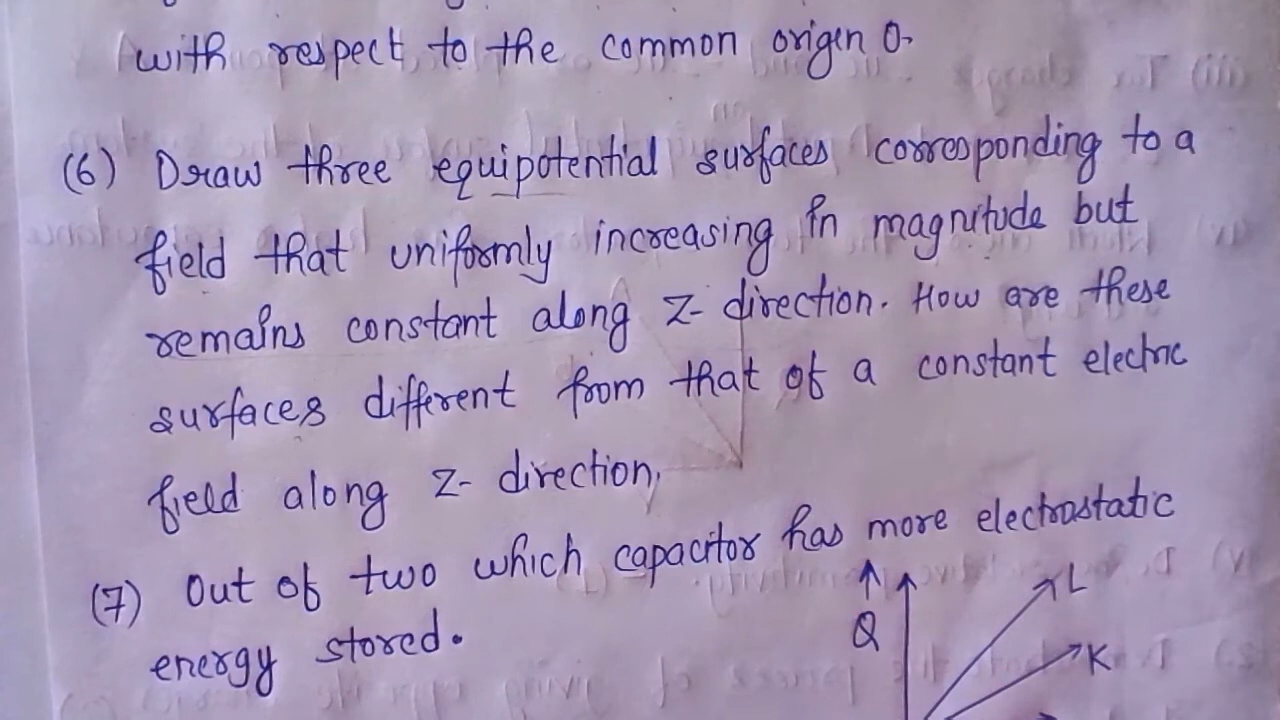 with respect to the common origin O.
(6) Draw three equipotential surfaces corresponding to a
field that uniformly increasing in magnitude but
remains constant along Z- direction. How are these
surfaces different from that of a constant electric
field along Z- direction,
(7) Out of two which capacitor has more electrostatic
energy stored.
Q
L
K